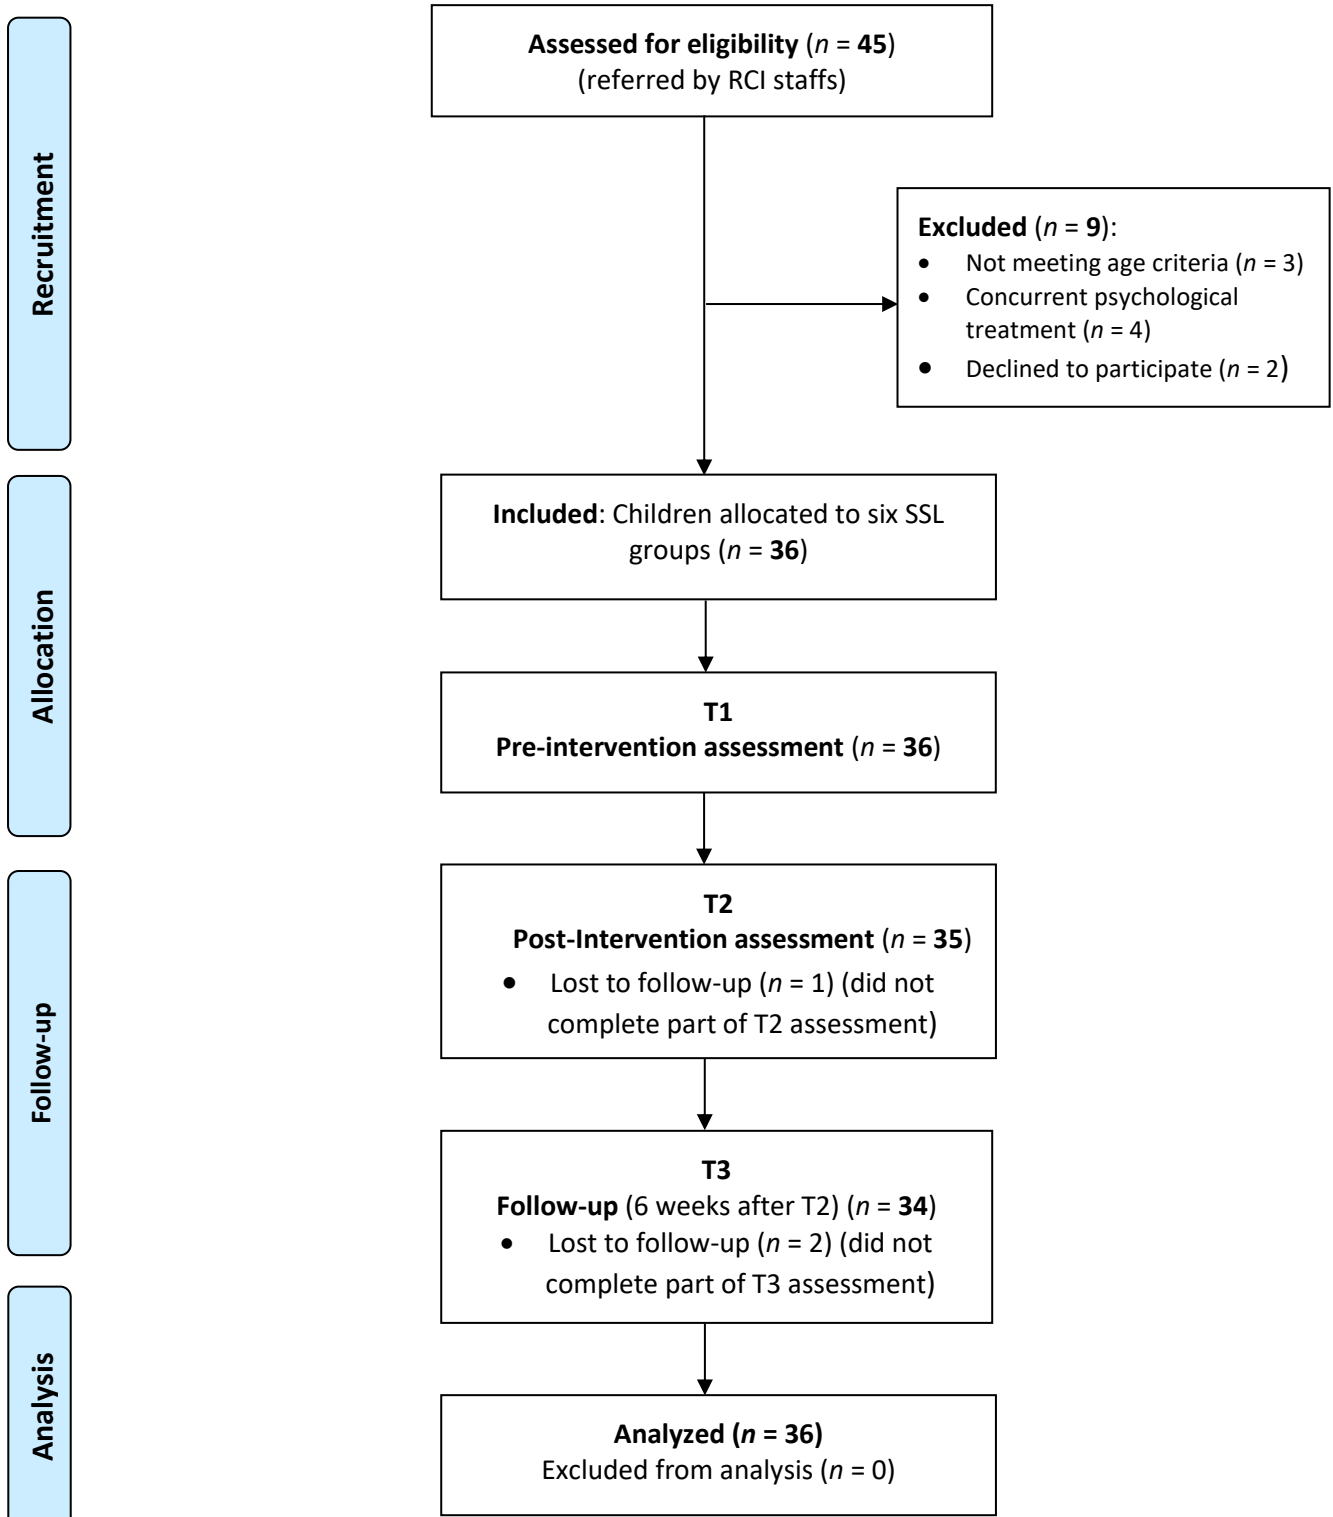 Recruitment
Assessed for eligibility (n = 45)
(referred by RCI staffs)
Excluded (n = 9):
• Not meeting age criteria (n = 3)
• Concurrent psychological
treatment (n = 4)
• Declined to participate (n = 2)
Allocation
Included: Children allocated to six SSL
groups (n = 36)
T1
Pre-intervention assessment (n = 36)
Follow-up
T2
Post-Intervention assessment (n = 35)
• Lost to follow-up (n = 1) (did not
complete part of T2 assessment)
T3
Follow-up (6 weeks after T2) (n = 34)
• Lost to follow-up (n = 2) (did not
complete part of T3 assessment)
Analysis
Analyzed (n = 36)
Excluded from analysis (n = 0)